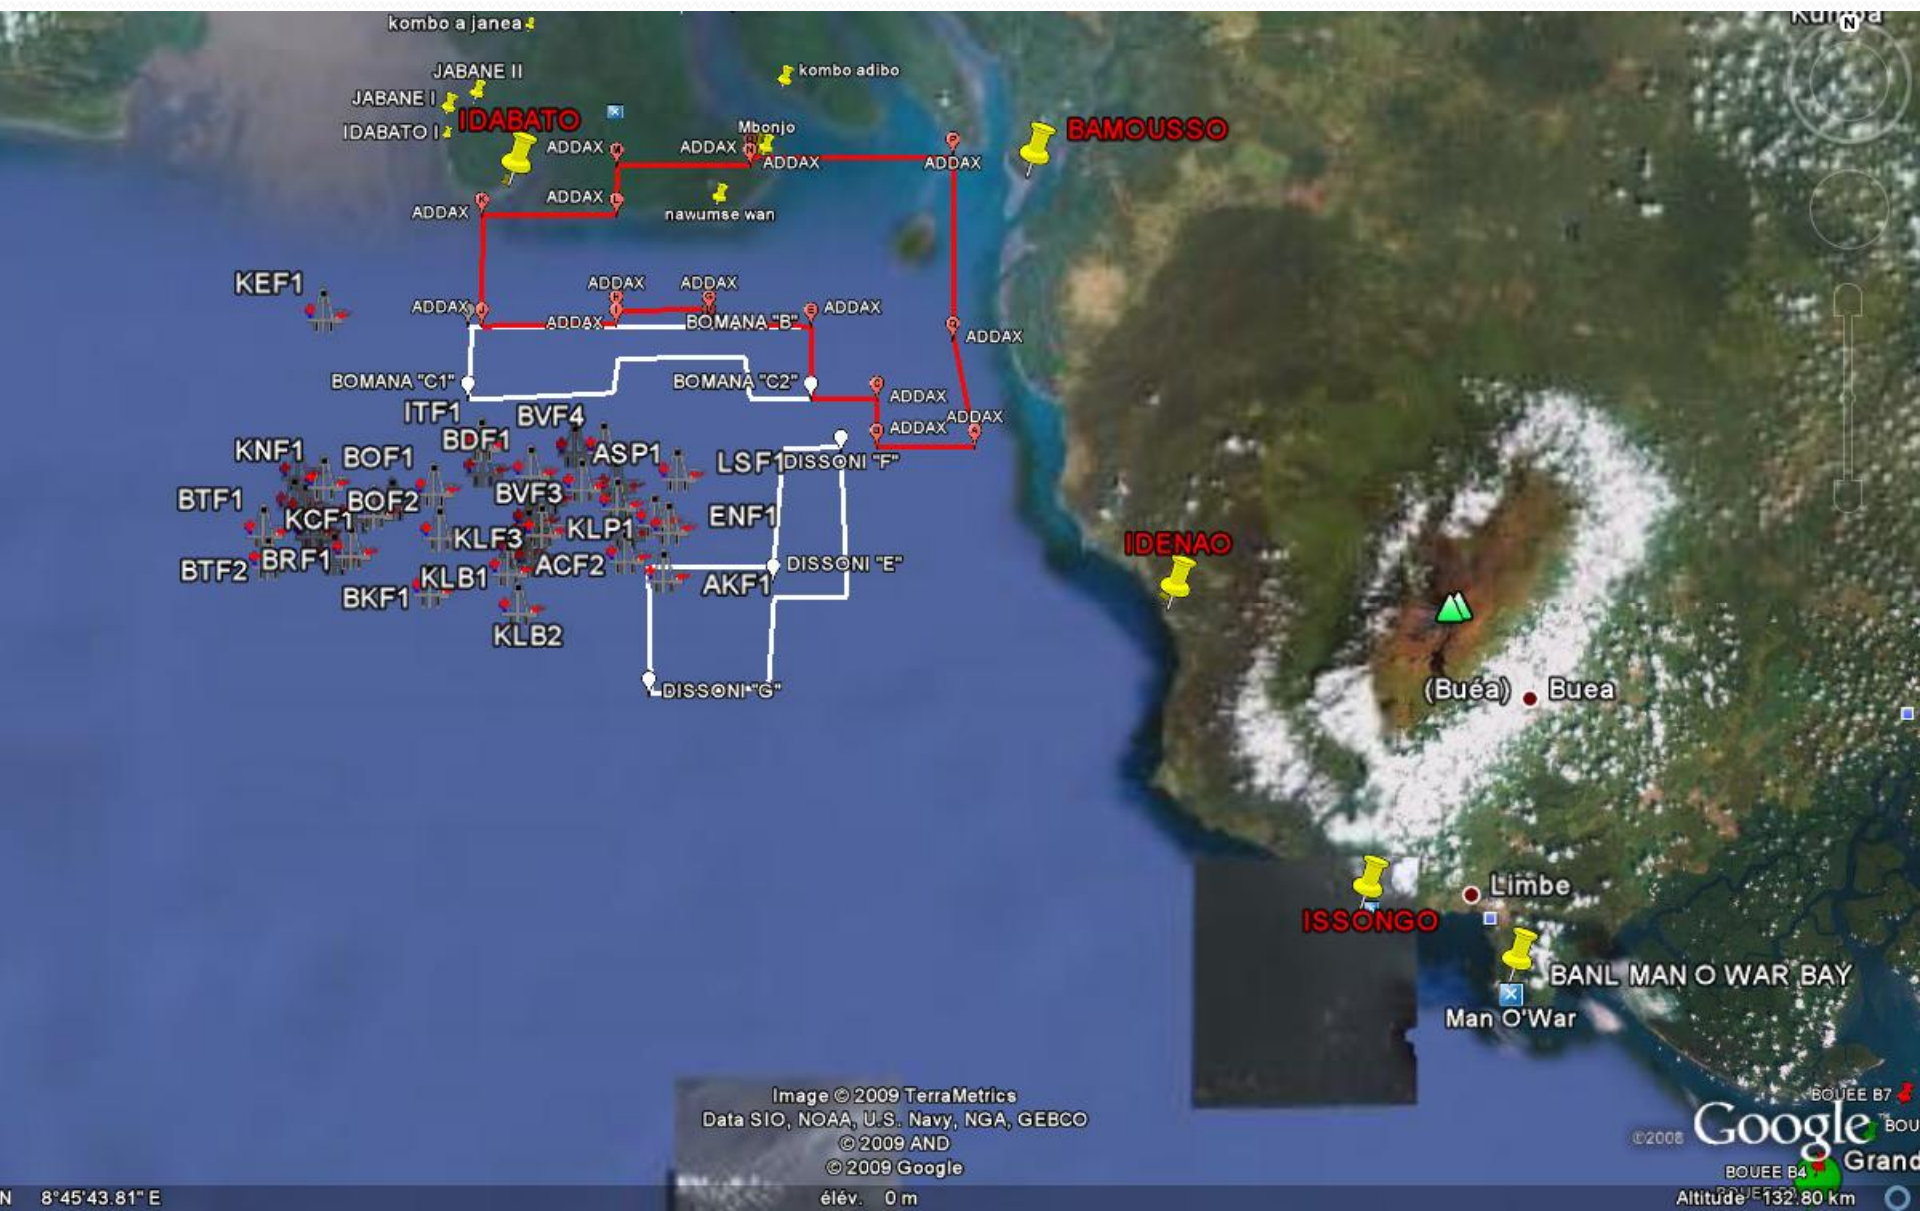 kombo a janea
JABANE II
JABANE I
IDABATO I
IDABATO
kombo adibo
Mbonjo
ADDAX
ADDAX
ADDAX
ADDAX
BAMOUSSO
N
ADDAX
ADDAX
nawumse wan
KEF1
ADDAX
ADDAX
ADDAX
ADDAX
ADDAX
BOMANA "B"
ADDAX
BOMANA "C1"
BOMANA "C2"
ADDAX
ADDAX
ADDAX
ITF1
BVF4
BDF1
KNF1
BOF1
ASP1
LSF1
DISSONI "F"
BTF1
BOF2
BVF3
KCF1
KLF3
KLP1
ENF1
BTF2
BRF1
KLB1
ACF2
DISSONI "E"
BKF1
AKF1
KLB2
DISSONI "G"
IDENAO
(Buéa)
Buea
Limbe
ISSONGO
BANL MAN O WAR BAY
Man O'War
Image © 2009 TerraMetrics
Data SIO, NOAA, U.S. Navy, NGA, GEBCO
© 2009 AND
© 2009 Google
BOUEE B7
©2008 Google™
BOU
Grand
BOUEE B4
N 8°45'43.81" E
élév. 0 m
Altitude 132.80 km